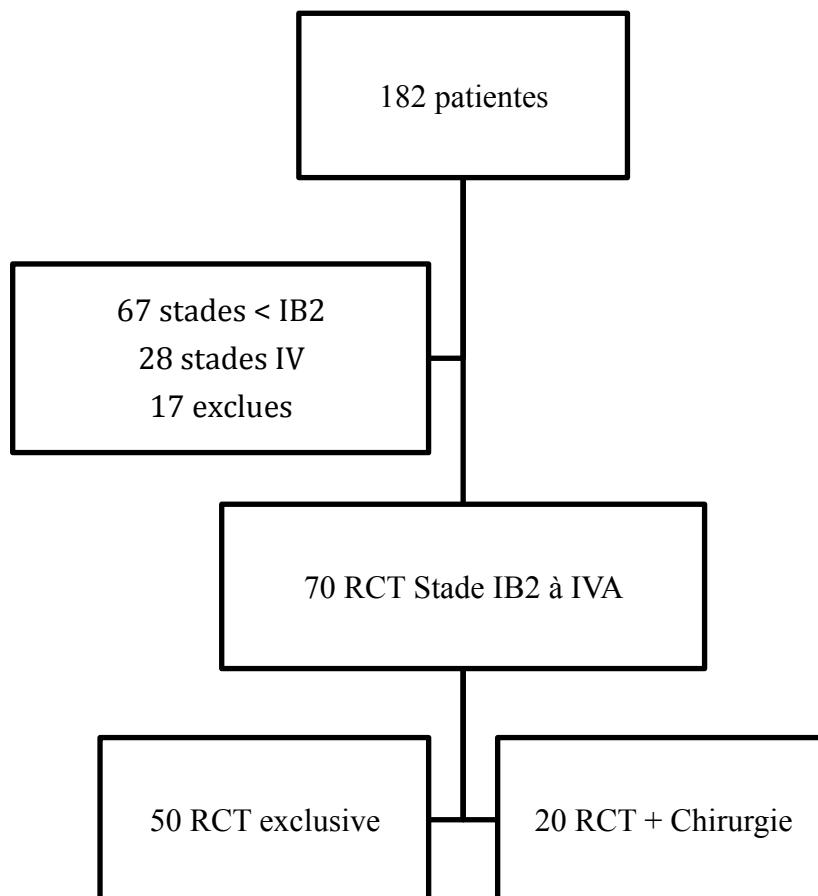 182 patientes
67 stades < IB2
28 stades IV
17 exclues
70 RCT Stade IB2 à IVA
50 RCT exclusive
20 RCT + Chirurgie